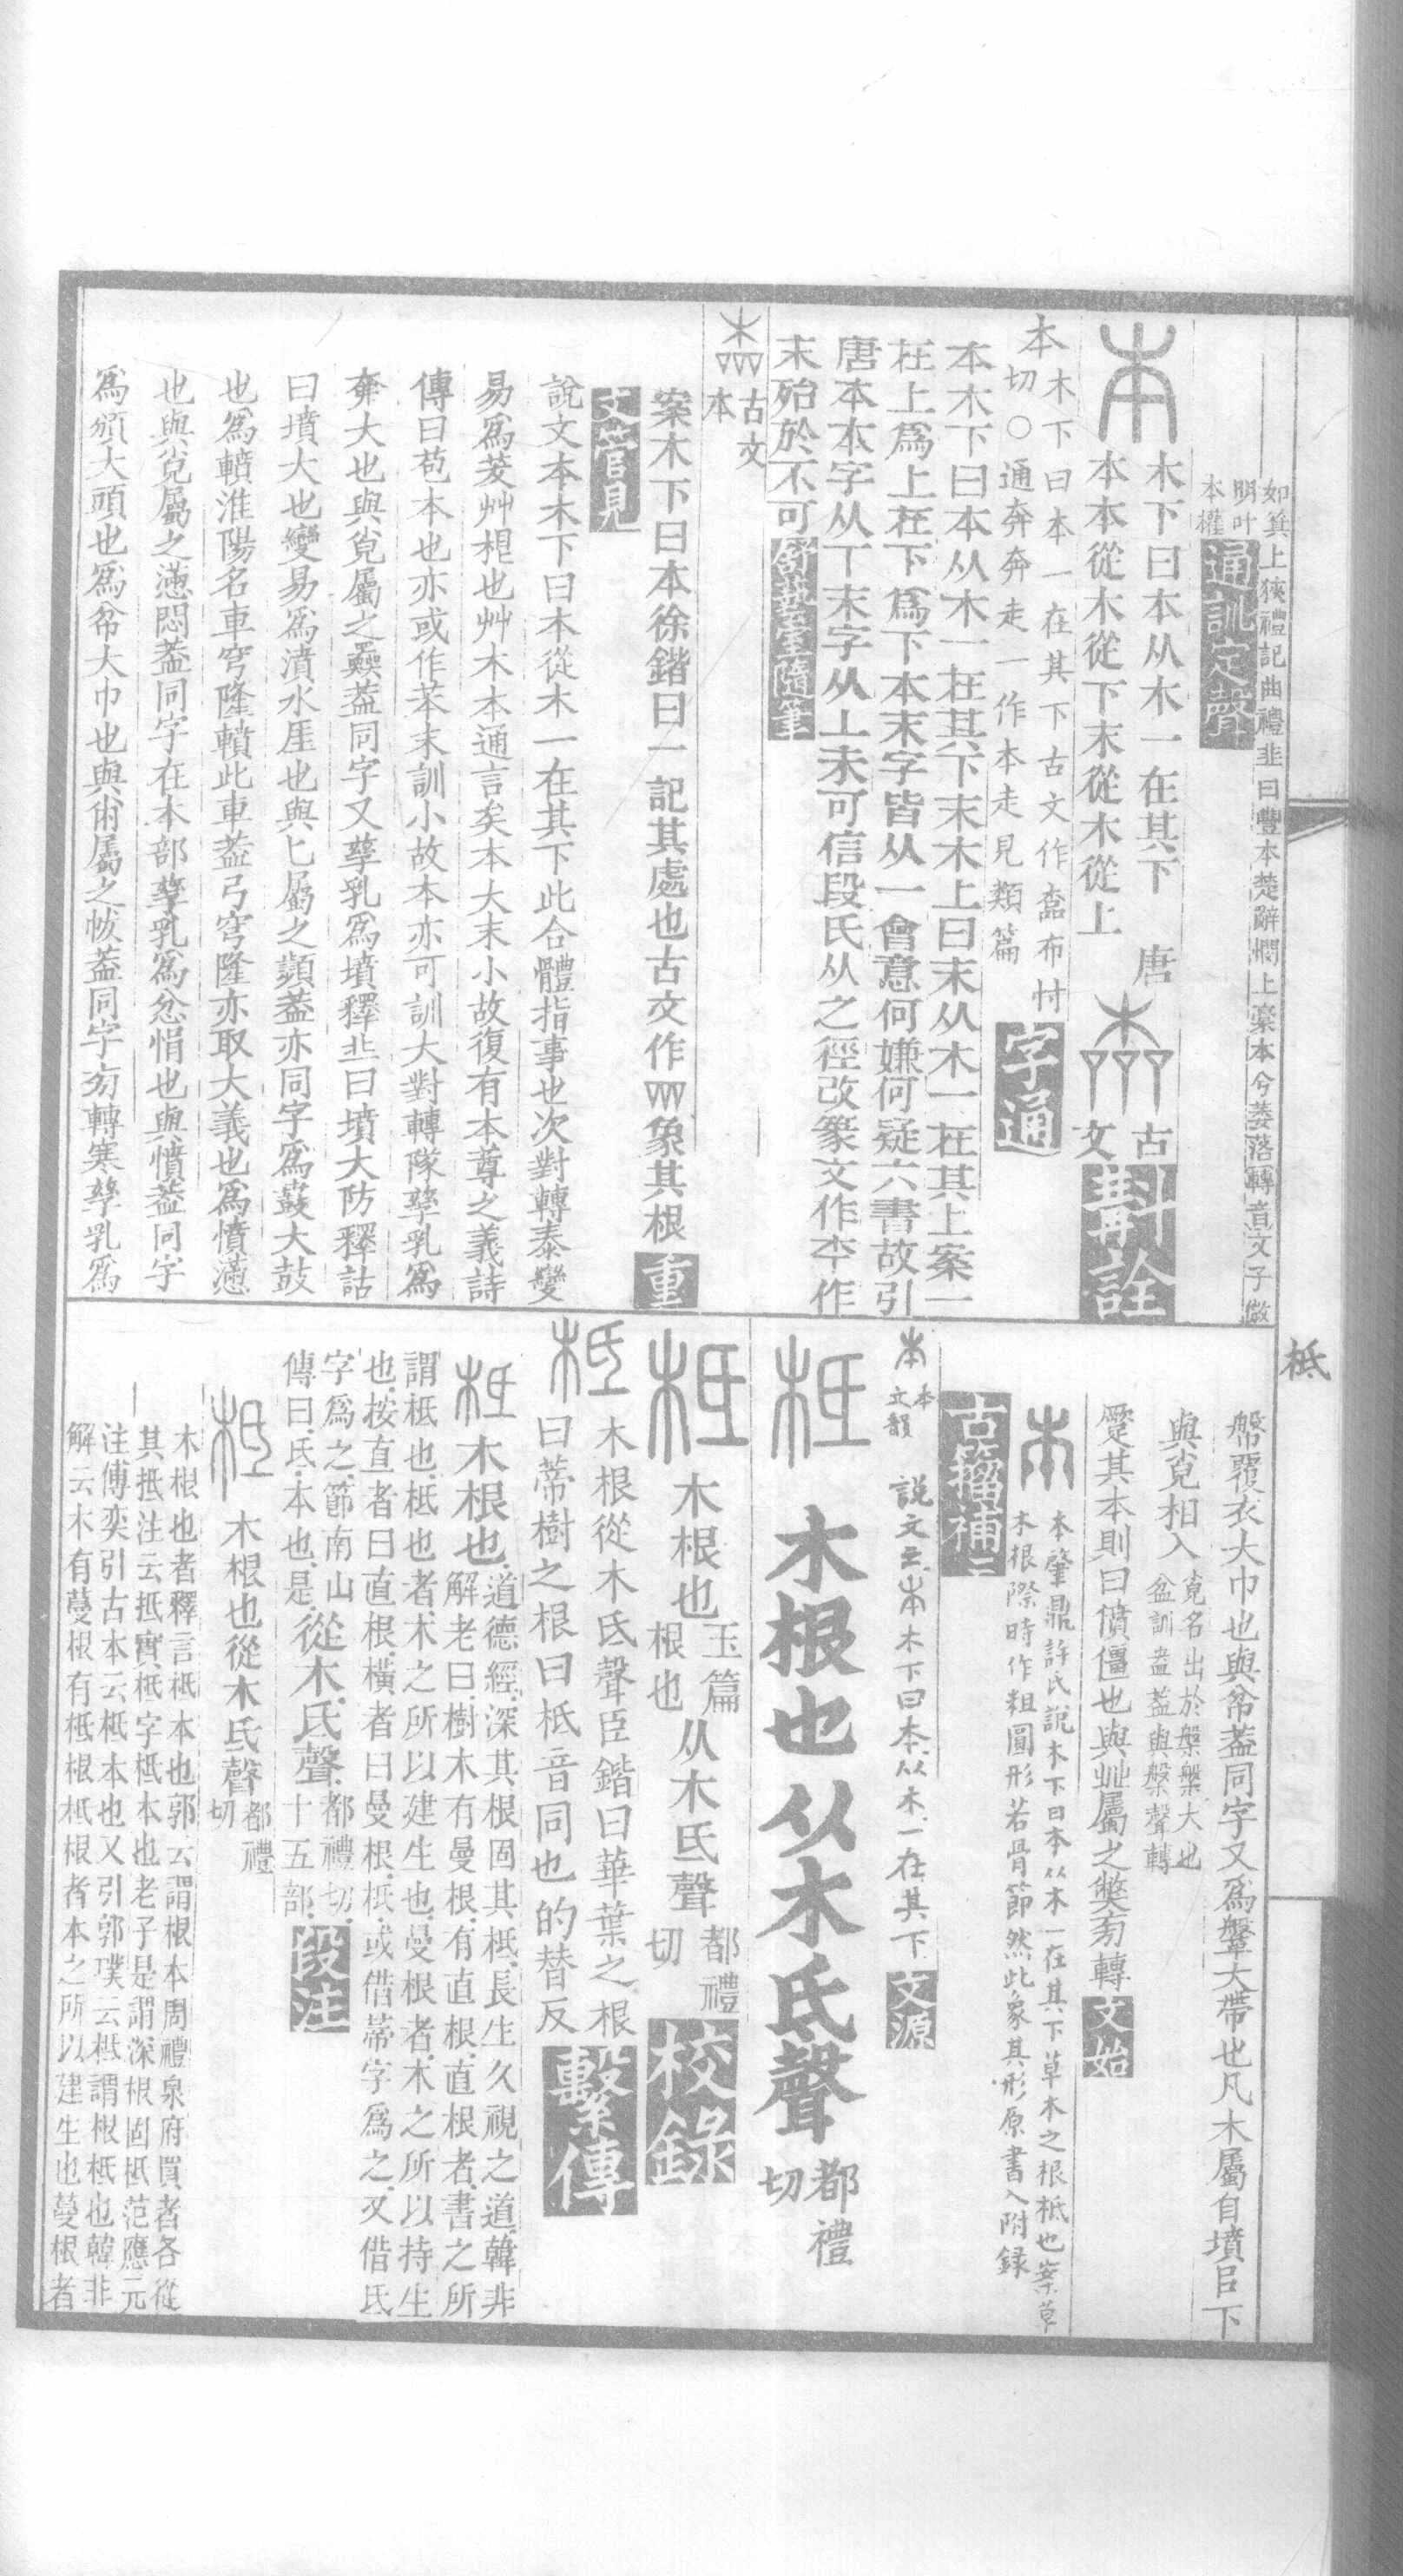 如箕上狹禮記曲禮韭曰豐本楚辭憫上稾本兮萎落轉音文子微
明叶
本權
通訓定聲
木下曰本从木一在其下
本本從木從下末從木從上
唐
古
文
斠詮
本木下曰本一在其下古文作𣡕布忖
切〇通奔奔走一作本走見類篇
字通
本木下曰本从木一在其下末木上曰末从木一在其上案一
在上爲上在下爲下本末字皆从一會意何嫌何疑六書故引
唐本本字从丅末字从丄未可信段氏从之徑改篆文作本作
末殆於不可
舒蓺室隨筆
古文
本
案木下曰本徐鍇曰一記其處也古文作 象其根
重
文管見
說文本木下曰本從木一在其下此合體指事也次對轉泰變
易爲茇艸根也艸木本通言矣本大末小故復有本尊之義詩
傳曰苞本也亦或作苯末訓小故本亦可訓大對轉隊孳乳爲
奔大也與皃屬之奰蓋同字又孳乳爲墳釋丘曰墳大防釋詁
曰墳大也變易爲濆水厓也與匕屬之瀕蓋亦同字爲鼖大鼓
也爲轒淮陽名車穹隆轒此車蓋弓穹隆亦取大義也爲憤懣
也與皃屬之懣悶蓋同字在本部孳乳爲忿悁也與憤蓋同字
爲頒大頭也爲帉大巾也與㡀屬之帗蓋同字㫄轉寒孳乳爲
柢
幋覆衣大巾也與帉蓋同字又爲鞶大帶也凡木屬自墳㠯下
與皃相入
寬名出於槃槃大也
盆訓盎蓋與槃聲轉
蹷其本則曰僨僵也與㡀屬之獘㫄轉
文始
本肇鼎許氏說木下曰本从木一在其下草木之根柢也案草
木根際時作粗圓形若骨節然此象其形原書入附錄
古籀補
本
文韻
說文云本木下曰本从木一在其下
文源
木根也从木氐聲
都禮
切
木根也
玉篇
根也
从木氐聲
都禮
切
校錄
木根從木氐聲臣鍇曰華葉之根
曰蔕樹之根曰柢音同也的替反
繫傳
木根也
道德經深其根固其柢長生久視之道韓非
解老曰樹木有曼根有直根直根者書之所
謂柢也柢也者木之所以建生也曼根者木之所以持生
也按直者曰直根橫者曰曼根柢或借蔕字爲之又借氐
字爲之節南山
傳曰氐本也是
從木氐聲
都禮切
十五部
段注
木根也從木氐聲
都禮
切
木根也者釋言柢本也郭云謂根本周禮泉府買者各從
其抵注云抵實柢字柢本也老子是謂深根固柢范應元
注傅奕引古本云柢本也又引郭璞云柢謂根柢也韓非
解云木有蔓根有柢根柢根者本之所以建生也蔓根者